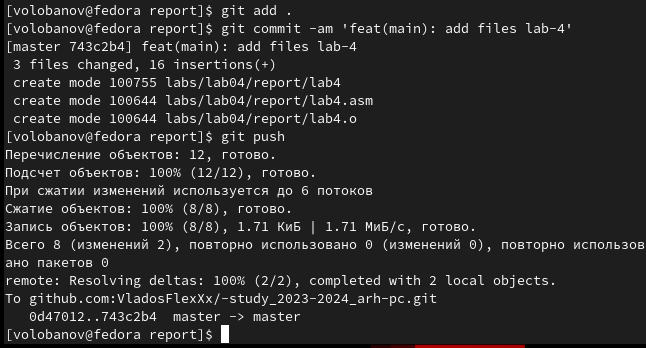 [volobanov@fedora report]$ git add .
[volobanov@fedora report]$ git commit -am 'feat(main): add files lab-4'
[master 743c2b4] feat(main): add files lab-4
 3 files changed, 16 insertions(+)
 create mode 100755 labs/lab04/report/lab4
 create mode 100644 labs/lab04/report/lab4.asm
 create mode 100644 labs/lab04/report/lab4.o
[volobanov@fedora report]$ git push
Перечисление объектов: 12, готово.
Подсчет объектов: 100% (12/12), готово.
При сжатии изменений используется до 6 потоков
Сжатие объектов: 100% (8/8), готово.
Запись объектов: 100% (8/8), 1.71 КиБ | 1.71 МиБ/с, готово.
Всего 8 (изменений 2), повторно использовано 0 (изменений 0), повторно использов
ано пакетов 0
remote: Resolving deltas: 100% (2/2), completed with 2 local objects.
To github.com:VladosFlexXx/-study_2023-2024_arh-pc.git
   0d47012..743c2b4  master -> master
[volobanov@fedora report]$